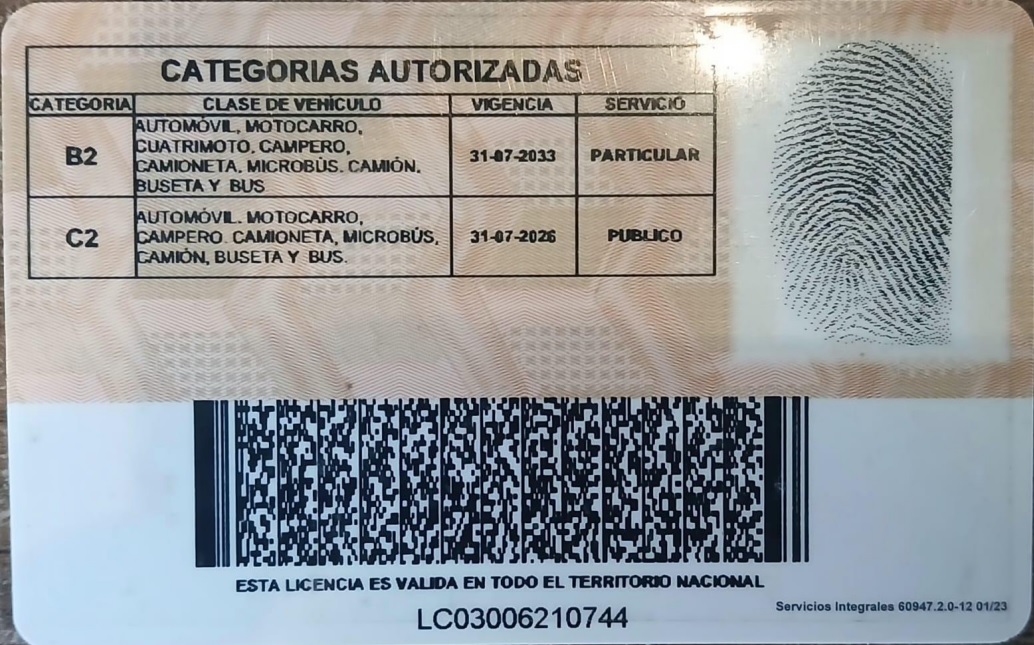 CATEGORIAS AUTORIZADAS
CATEGORIA CLASE DE VEHÍCULO VIGENCIA SERVICIO
B2 AUTOMÓVIL, MOTOCARRO, CUATRIMOTO, CAMPERO, CAMIONETA, MICROBÚS. CAMIÓN, BUSETA Y BUS 31-07-2033 PARTICULAR
C2 AUTOMÓVIL. MOTOCARRO, CAMPERO. CAMIONETA, MICROBÚS, CAMIÓN, BUSETA Y BUS. 31-07-2026 PUBLICO
ESTA LICENCIA ES VALIDA EN TODO EL TERRITORIO NACIONAL
LC03006210744
Servicios Integrales 60947.2.0-12 01/23